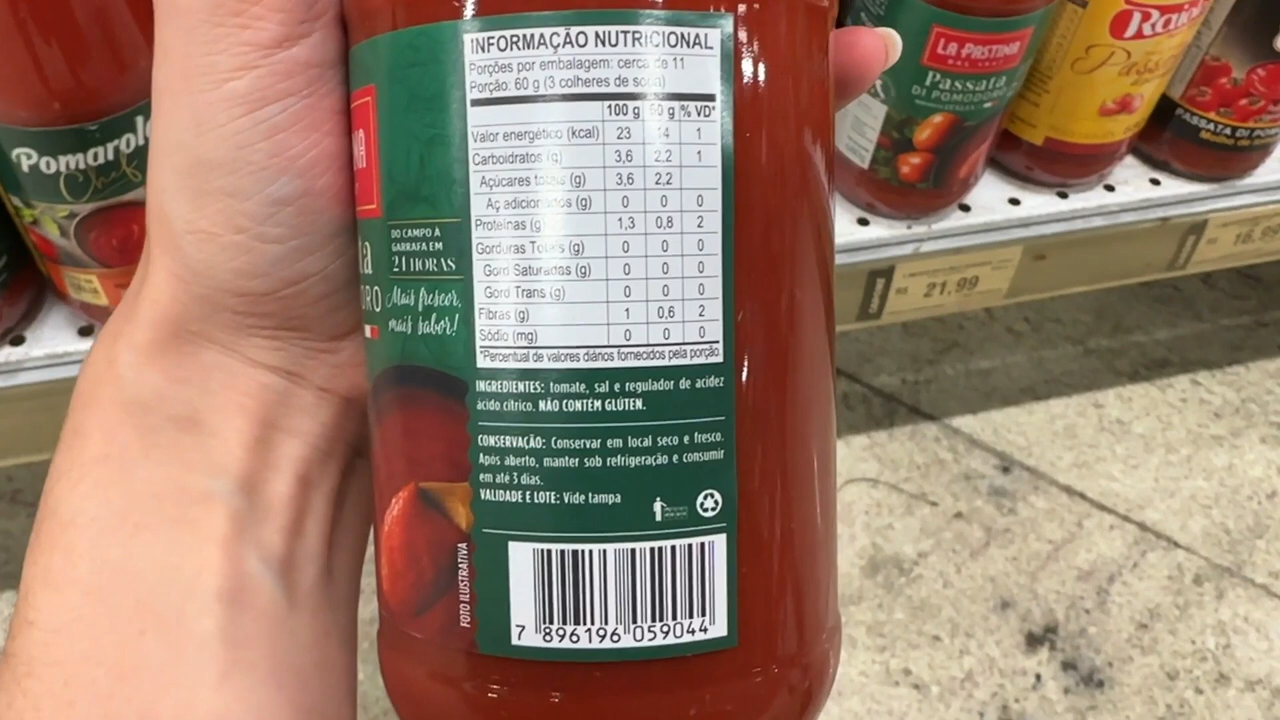 INFORMAÇÃO NUTRICIONAL
Porções por embalagem: cerca de 11
Porção: 60 g (3 colheres de sopa)
100 g 60 g % VD*
Valor energético (kcal) 23 14 1
Carboidratos (g) 3,6 2,2 1
Açúcares totais (g) 3,6 2,2
Aç adicionados (g) 0 0 0
Proteínas (g) 1,3 0,8 2
Gorduras Totais (g) 0 0 0
Gord Saturadas (g) 0 0 0
Gord Trans (g) 0 0 0
Fibras (g) 1 0,6 2
Sódio (mg) 0 0 0
*Percentual de valores diários fornecidos pela porção
INGREDIENTES: tomate, sal e regulador de acidez
ácido cítrico. NÃO CONTÉM GLÚTEN.
CONSERVAÇÃO: Conservar em local seco e fresco.
Após aberto, manter sob refrigeração e consumir
em até 3 dias.
VALIDADE E LOTE: Vide tampa
7 896196 059044
DO CAMPO À
GARRAFA EM
24 HORAS
Mais frescor,
mais sabor!
FOTO ILUSTRATIVA
Pomarola
Chef
LA PASTINA
Passata
DI POMODORO
Passata
PASSATA DI
R$ 21.99